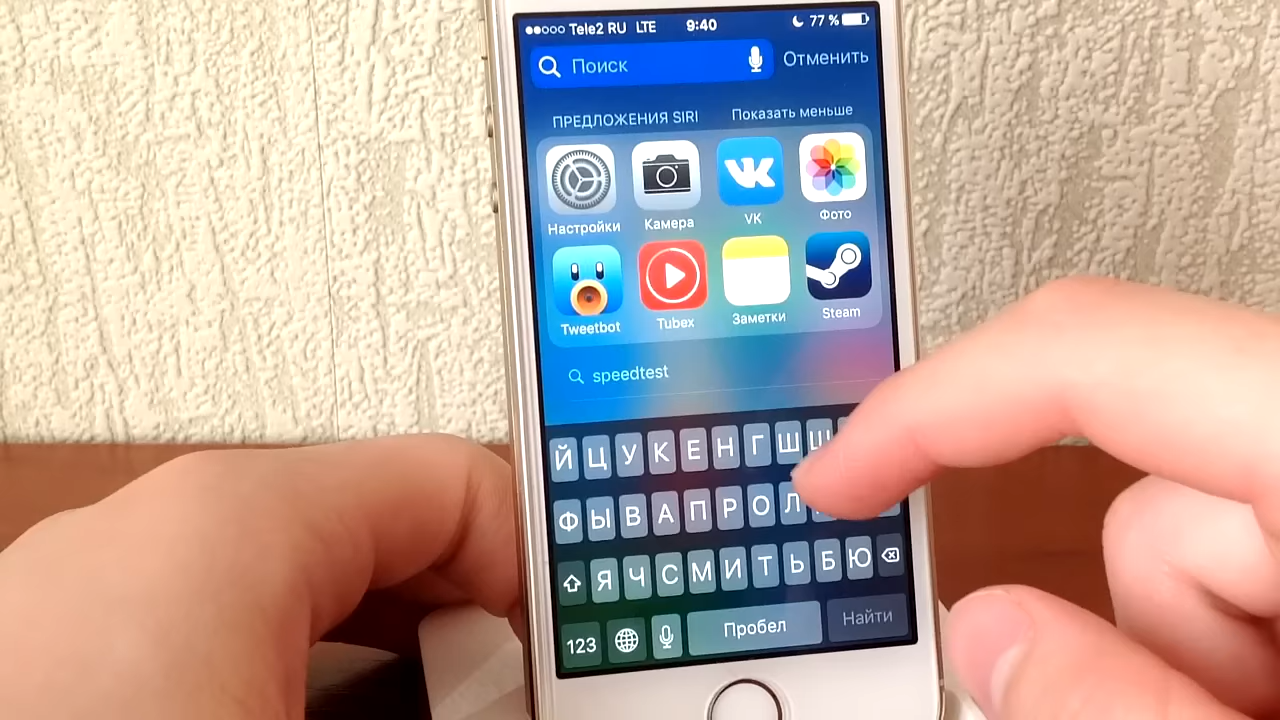 Tele2 RU LTE 9:40 77 %
Поиск Отменить
ПРЕДЛОЖЕНИЯ SIRI Показать меньше
Настройки Камера VK Фото
Tweetbot Tubex Заметки Steam
speedtest
Й Ц У К Е Н Г Ш Щ
Ф Ы В А П Р О Л
Я Ч С М И Т Ь Б Ю
123 Пробел Найти